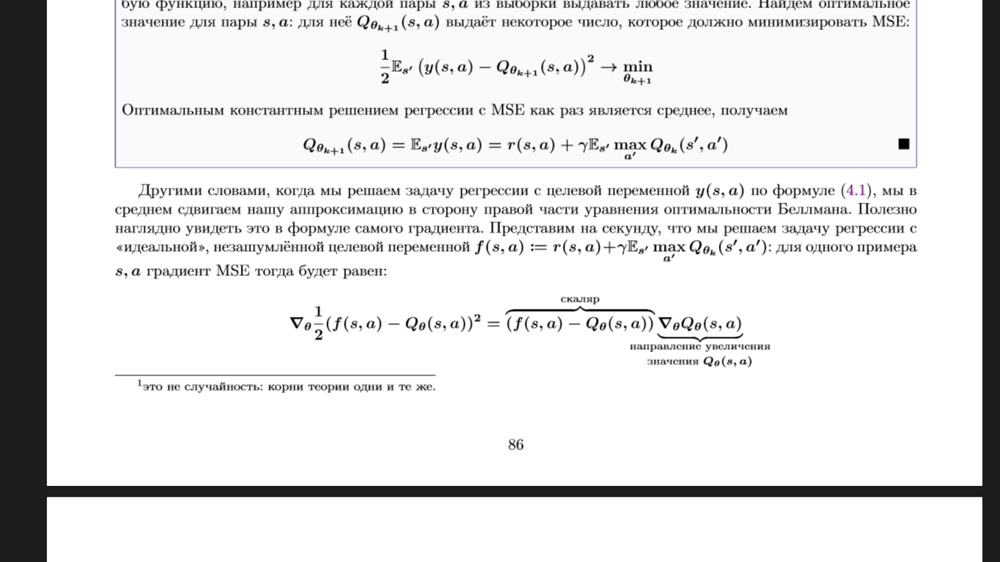 бую функцию, например для каждой пары s, a из выборки выдавать любое значение. Найдём оптимальное
значение для пары s, a: для неё Q_{θ_{k+1}}(s, a) выдаёт некоторое число, которое должно минимизировать MSE:
1/2 𝔼_{s′} (y(s, a) − Q_{θ_{k+1}}(s, a))² → min_{θ_{k+1}}
Оптимальным константным решением регрессии с MSE как раз является среднее, получаем
Q_{θ_{k+1}}(s, a) = 𝔼_{s′} y(s, a) = r(s, a) + γ𝔼_{s′} max_{a′} Q_{θ_k}(s′, a′) ■
Другими словами, когда мы решаем задачу регрессии с целевой переменной y(s, a) по формуле (4.1), мы в
среднем сдвигаем нашу аппроксимацию в сторону правой части уравнения оптимальности Беллмана. Полезно
наглядно увидеть это в формуле самого градиента. Представим на секунду, что мы решаем задачу регрессии с
«идеальной», незашумлённой целевой переменной f(s, a) := r(s, a)+γ𝔼_{s′} max_{a′} Q_{θ_k}(s′, a′): для одного примера
s, a градиент MSE тогда будет равен:
скаляр
∇_θ 1/2 (f(s, a) − Q_θ(s, a))² = (f(s, a) − Q_θ(s, a)) ∇_θ Q_θ(s, a)
направление увеличения
значения Q_θ(s, a)
¹это не случайность: корни теории одни и те же.
86